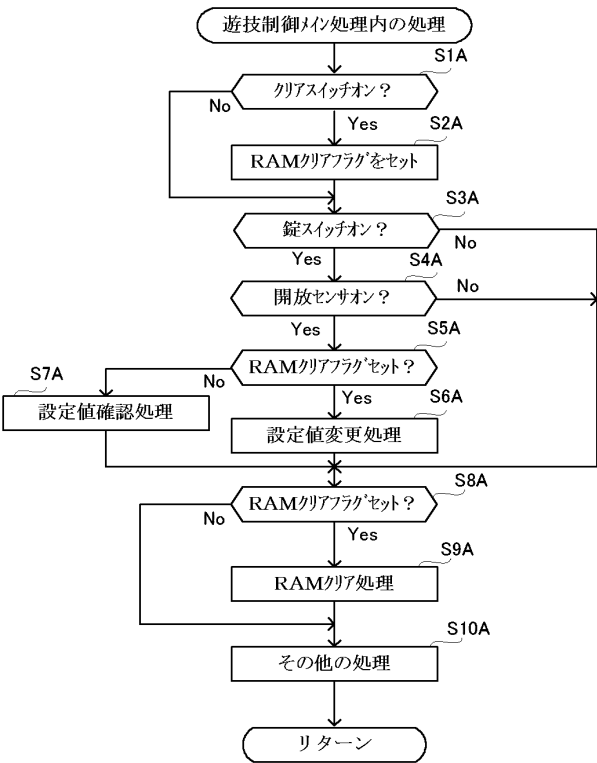 遊技制御メイン処理内の処理
S1A
クリアスイッチオン？
No
Yes
S2A
RAMクリアフラグをセット
S3A
錠スイッチオン？
No
Yes
S4A
開放センサオン？
No
Yes
S5A
RAMクリアフラグセット？
No
S7A
Yes
S6A
設定値確認処理
設定値変更処理
S8A
RAMクリアフラグセット？
No
Yes
S9A
RAMクリア処理
S10A
その他の処理
リターン